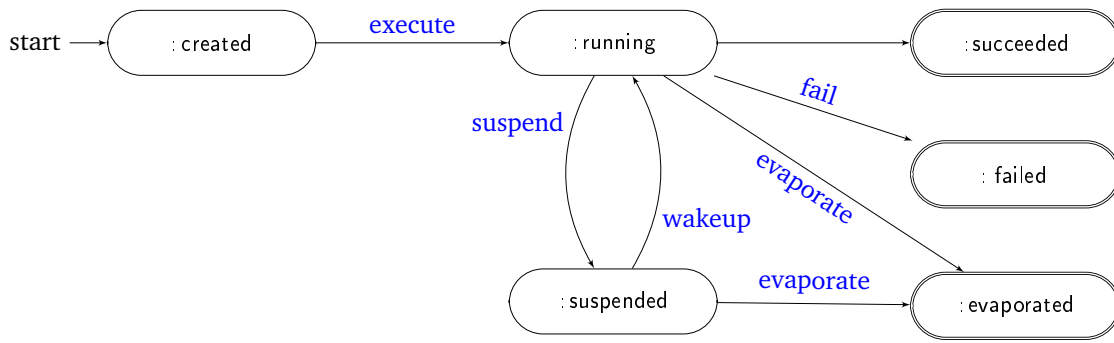 execute
start
:created
:running
:succeeded
fail
suspend
evaporate
:failed
wakeup
evaporate
:suspended
:evaporated